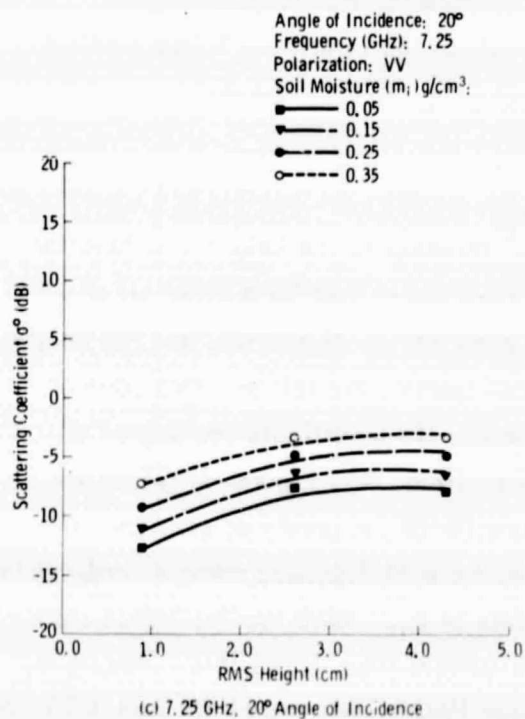 Angle of Incidence: 20°
Frequency (GHz): 7.25
Polarization: VV
Soil Moisture (mᵢ) g/cm³:
0.05
0.15
0.25
0.35
20
15
10
5
0
-5
-10
-15
-20
Scattering Coefficient σ° (dB)
0.0 1.0 2.0 3.0 4.0 5.0
RMS Height (cm)
(c) 7.25 GHz, 20° Angle of Incidence